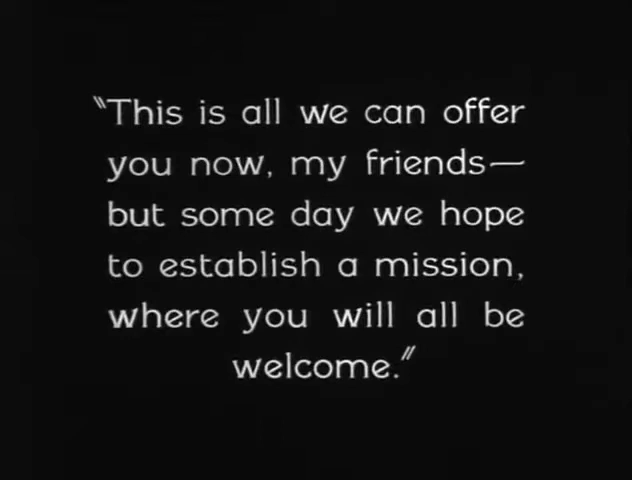 "This is all we can offer
you now, my friends—
but some day we hope
to establish a mission,
where you will all be
welcome."